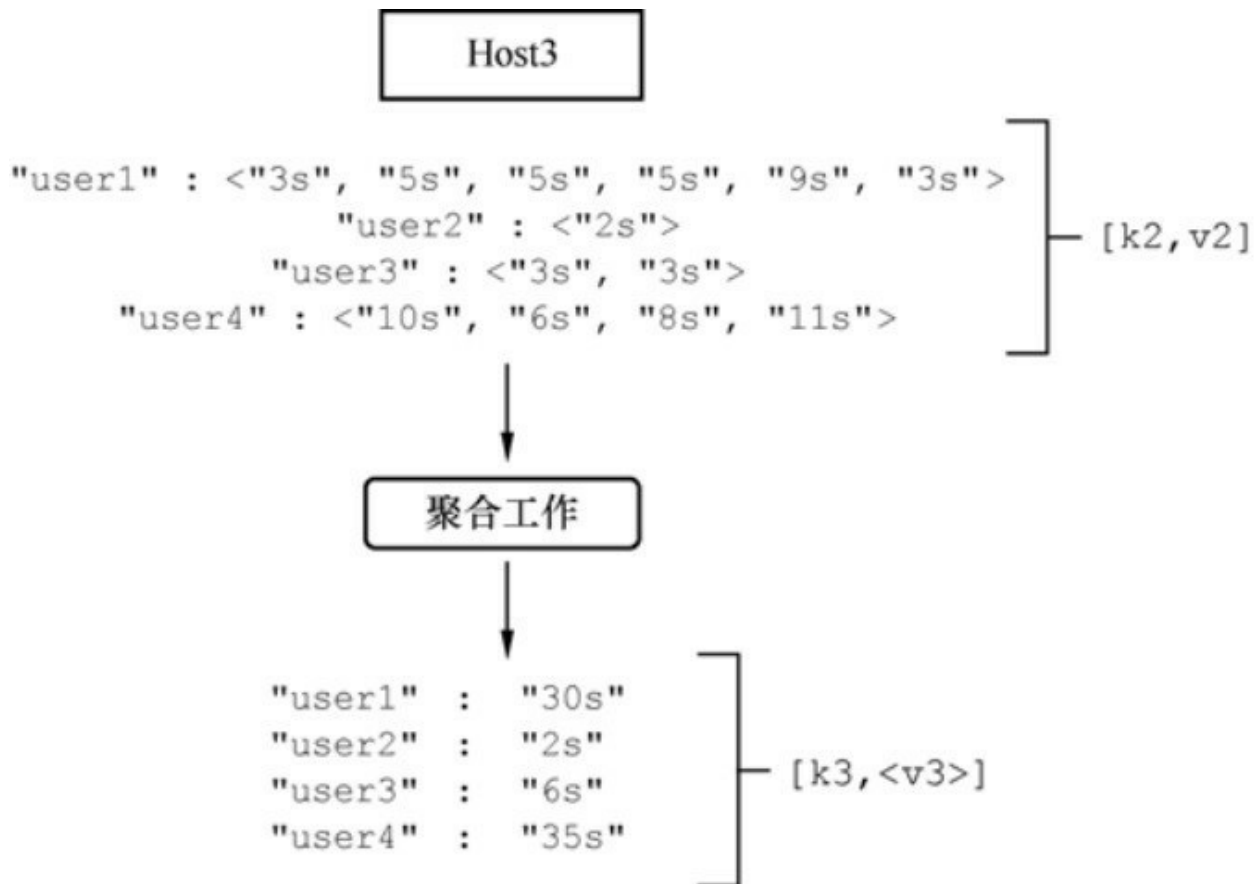 Host3
"user1" : <"3s", "5s", "5s", "5s", "9s", "3s">
"user2" : <"2s">
"user3" : <"3s", "3s">
"user4" : <"10s", "6s", "8s", "11s">
[k2,v2]
聚合工作
"user1" : "30s"
"user2" : "2s"
"user3" : "6s"
"user4" : "35s"
[k3,<v3>]